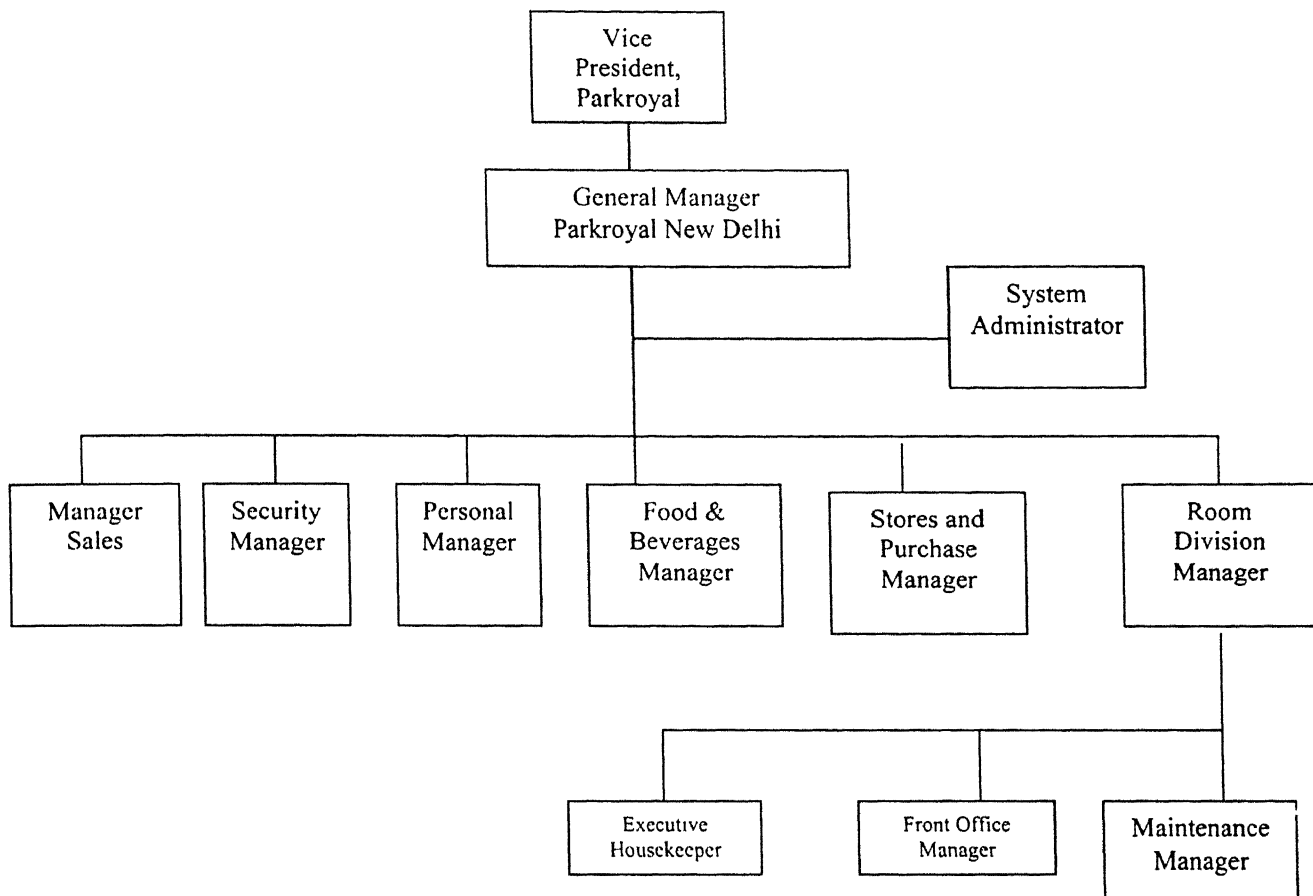 Vice
President,
Parkroyal
General Manager
Parkroyal New Delhi
System
Administrator
Manager
Sales
Security
Manager
Personal
Manager
Food &
Beverages
Manager
Stores and
Purchase
Manager
Room
Division
Manager
Executive
Housekeeper
Front Office
Manager
Maintenance
Manager